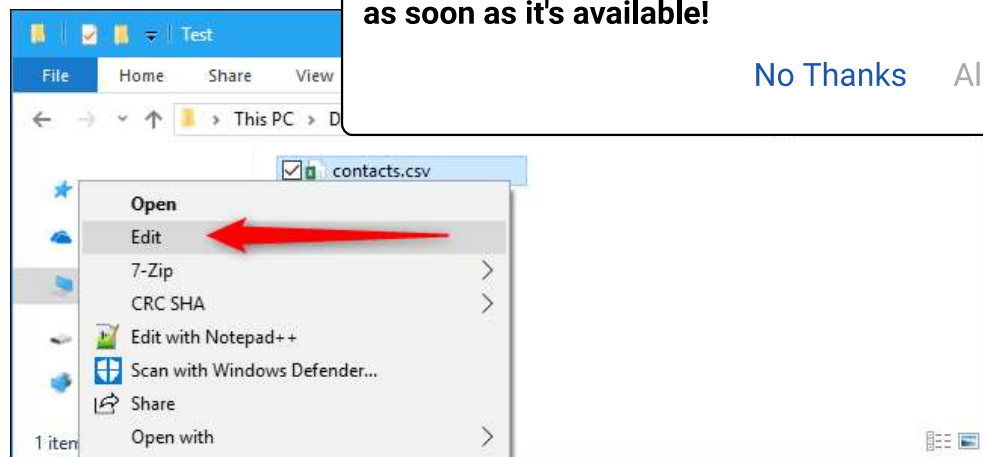 as soon as it's available!
Test
No Thanks
File Home Share View
This PC
contacts.csv
Open
Edit
7-Zip
CRC SHA
Edit with Notepad++
Scan with Windows Defender...
Share
Open with
1 item